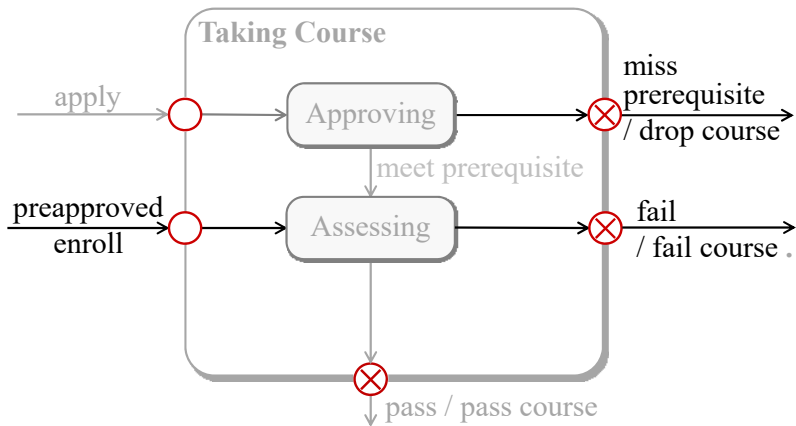 Taking Course
miss
prerequisite
/ drop course
apply
Approving
meet prerequisite
preapproved
enroll
Assessing
fail
/ fail course .
pass / pass course